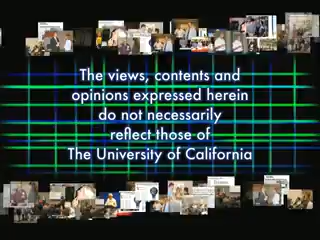 The views, contents and
opinions expressed herein
do not necessarily
reflect those of
The University of California